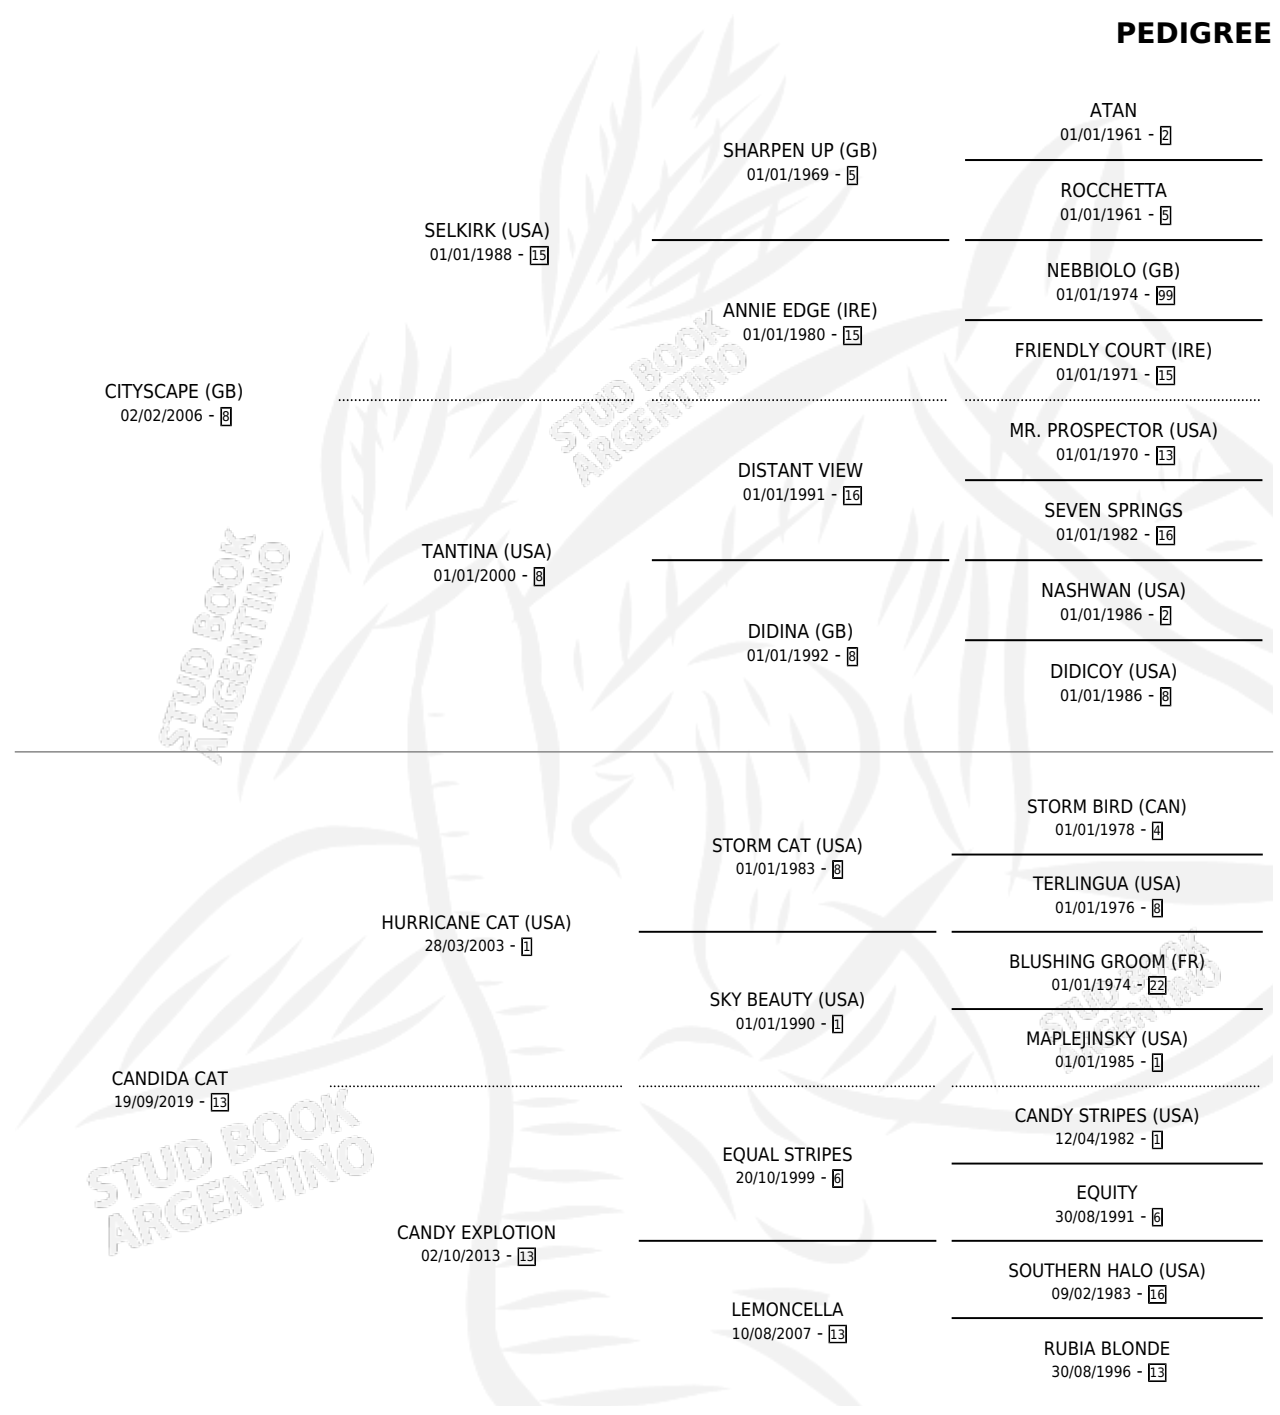 PEDIGREE
ATAN
01/01/1961 - 2
SHARPEN UP (GB)
01/01/1969 - 5
ROCCHETTA
01/01/1961 - 5
SELKIRK (USA)
01/01/1988 - 15
NEBBIOLO (GB)
01/01/1974 - 99
ANNIE EDGE (IRE)
01/01/1980 - 15
FRIENDLY COURT (IRE)
01/01/1971 - 15
CITYSCAPE (GB)
02/02/2006 - 8
MR. PROSPECTOR (USA)
01/01/1970 - 13
DISTANT VIEW
01/01/1991 - 16
SEVEN SPRINGS
01/01/1982 - 16
TANTINA (USA)
01/01/2000 - 8
NASHWAN (USA)
01/01/1986 - 2
DIDINA (GB)
01/01/1992 - 8
DIDICOY (USA)
01/01/1986 - 8
STORM BIRD (CAN)
01/01/1978 - 4
STORM CAT (USA)
01/01/1983 - 8
TERLINGUA (USA)
01/01/1976 - 8
HURRICANE CAT (USA)
28/03/2003 - 1
BLUSHING GROOM (FR)
01/01/1974 - 22
SKY BEAUTY (USA)
01/01/1990 - 1
MAPLEJINSKY (USA)
01/01/1985 - 1
CANDIDA CAT
19/09/2019 - 13
CANDY STRIPES (USA)
12/04/1982 - 1
EQUAL STRIPES
20/10/1999 - 6
EQUITY
30/08/1991 - 6
CANDY EXPLOTION
02/10/2013 - 13
SOUTHERN HALO (USA)
09/02/1983 - 16
LEMONCELLA
10/08/2007 - 13
RUBIA BLONDE
30/08/1996 - 13
STUD BOOK
ARGENTINO
STUD BOOK
ARGENTINO
STUD BOOK
ARGENTINO
STUD BOOK
ARGENTINO